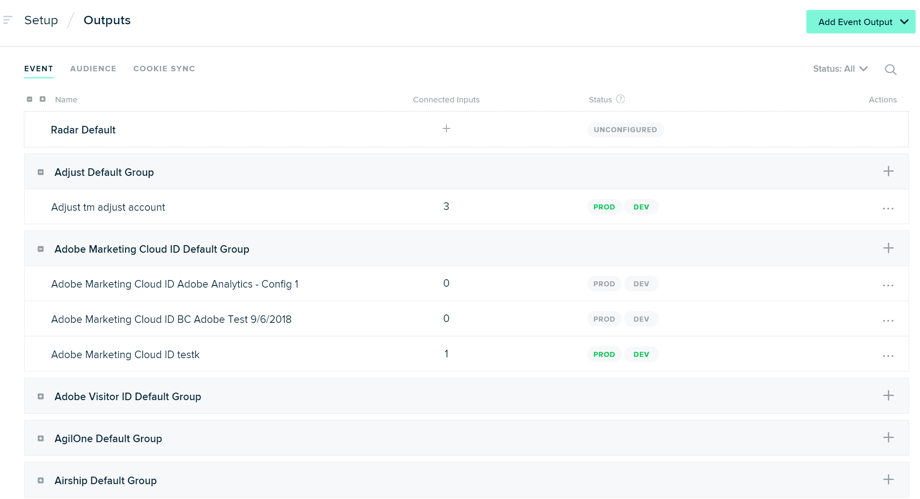 Setup / Outputs
Add Event Output
EVENT AUDIENCE COOKIE SYNC
Status: All
Name Connected Inputs Status ? Actions
Radar Default + UNCONFIGURED
Adjust Default Group +
Adjust tm adjust account 3 PROD DEV ...
Adobe Marketing Cloud ID Default Group +
Adobe Marketing Cloud ID Adobe Analytics - Config 1 0 PROD DEV ...
Adobe Marketing Cloud ID BC Adobe Test 9/6/2018 0 PROD DEV ...
Adobe Marketing Cloud ID testk 1 PROD DEV ...
Adobe Visitor ID Default Group +
AgilOne Default Group +
Airship Default Group +